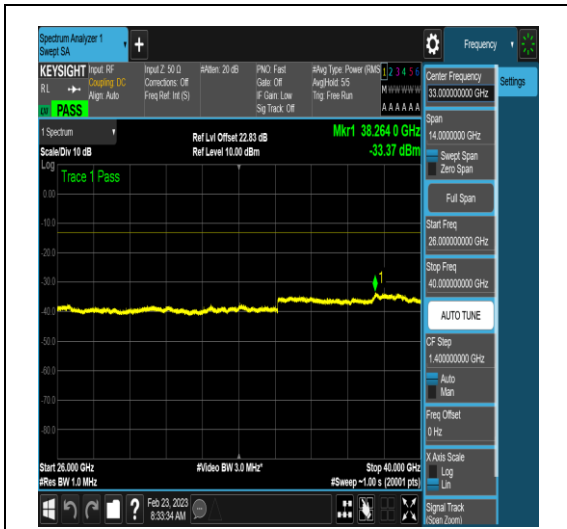 Spectrum Analyzer 1
Swept SA
Frequency
KEYSIGHT
Input: RF
Coupling: DC
Align: Auto
Input Z: 50 Ω
Corrections: Off
Freq Ref: Int (S)
#Atten: 20 dB
PNO: Fast
Gate: Off
IF Gain: Low
Sig Track: Off
#Avg Type: Power (RMS
Avg|Hold: 5/5
Trig: Free Run
1 2 3 4 5 6
M W W W W W
A A A A A A
R L
PASS
Center Frequency
33.000000000 GHz
Settings
Span
14.0000000 GHz
Swept Span
Zero Span
Full Span
Start Freq
26.000000000 GHz
Stop Freq
40.000000000 GHz
AUTO TUNE
CF Step
1.400000000 GHz
Auto
Man
Freq Offset
0 Hz
X Axis Scale
Log
Lin
Signal Track
(Span Zoom)
1 Spectrum
Scale/Div 10 dB
Ref Lvl Offset 22.83 dB
Ref Level 10.00 dBm
Mkr1 38.264 0 GHz
-33.37 dBm
Log
Trace 1 Pass
1
0.00
-10.0
-20.0
-30.0
-40.0
-50.0
-60.0
-70.0
-80.0
Start 26.000 GHz
#Res BW 1.0 MHz
#Video BW 3.0 MHz*
Stop 40.000 GHz
#Sweep ~1.00 s (20001 pts)
?
Feb 23, 2023
8:33:34 AM